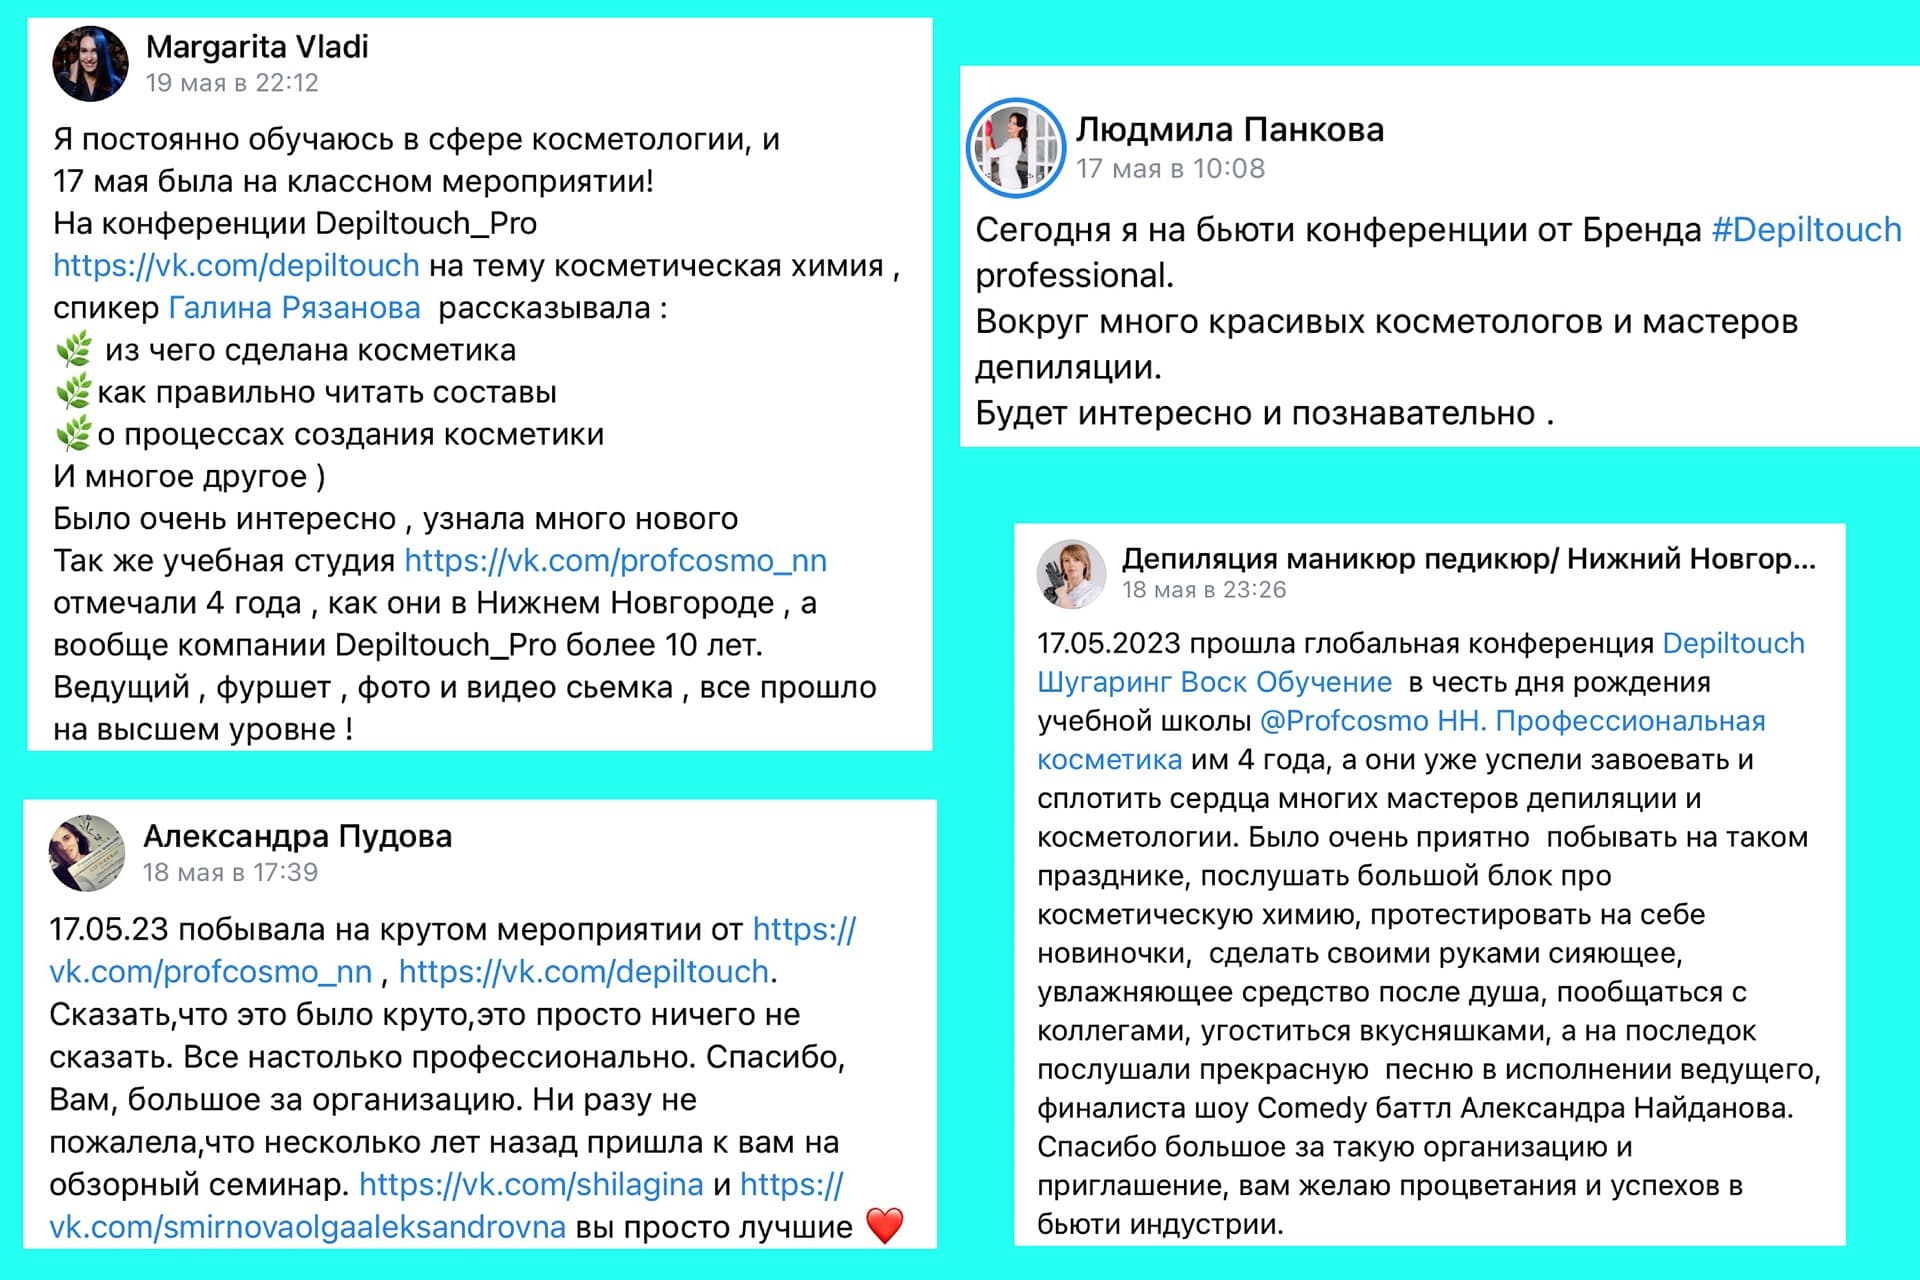 Margarita Vladi
19 мая в 22:12
Я постоянно обучаюсь в сфере косметологии, и
17 мая была на классном мероприятии!
На конференции Depiltouch_Pro
https://vk.com/depiltouch на тему косметическая химия ,
спикер Галина Рязанова рассказывала :
🌿 из чего сделана косметика
🌿как правильно читать составы
🌿о процессах создания косметики
И многое другое )
Было очень интересно , узнала много нового
Так же учебная студия https://vk.com/profcosmo_nn
отмечали 4 года , как они в Нижнем Новгороде , а
вообще компании Depiltouch_Pro более 10 лет.
Ведущий , фуршет , фото и видео сьемка , все прошло
на высшем уровне !
Людмила Панкова
17 мая в 10:08
Сегодня я на бьюти конференции от Бренда #Depiltouch
professional.
Вокруг много красивых косметологов и мастеров
депиляции.
Будет интересно и познавательно .
Александра Пудова
18 мая в 17:39
17.05.23 побывала на крутом мероприятии от https://
vk.com/profcosmo_nn , https://vk.com/depiltouch.
Сказать,что это было круто,это просто ничего не
сказать. Все настолько профессионально. Спасибо,
Вам, большое за организацию. Ни разу не
пожалела,что несколько лет назад пришла к вам на
обзорный семинар. https://vk.com/shilagina и https://
vk.com/smirnovaolgaaleksandrovna вы просто лучшие ❤️
Депиляция маникюр педикюр/ Нижний Новгор...
18 мая в 23:26
17.05.2023 прошла глобальная конференция Depiltouch
Шугаринг Воск Обучение в честь дня рождения
учебной школы @Profcosmo НН. Профессиональная
косметика им 4 года, а они уже успели завоевать и
сплотить сердца многих мастеров депиляции и
косметологии. Было очень приятно побывать на таком
празднике, послушать большой блок про
косметическую химию, протестировать на себе
новиночки, сделать своими руками сияющее,
увлажняющее средство после душа, пообщаться с
коллегами, угоститься вкусняшками, а на последок
послушали прекрасную песню в исполнении ведущего,
финалиста шоу Comedy баттл Александра Найданова.
Спасибо большое за такую организацию и
приглашение, вам желаю процветания и успехов в
бьюти индустрии.